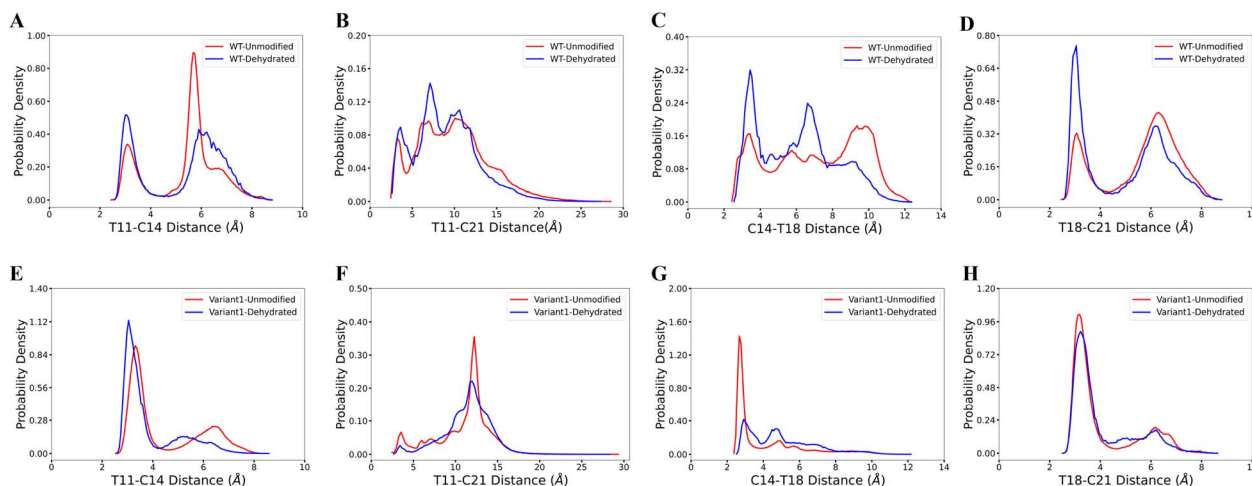 A
1.00
0.80
0.60
0.40
0.20
0.00
Probability Density
WT-Unmodified
WT-Dehydrated
0 2 4 6 8 10
T11-C14 Distance (Å)
B
0.20
0.16
0.12
0.08
0.04
0.00
Probability Density
WT-Unmodified
WT-Dehydrated
0 5 10 15 20 25 30
T11-C21 Distance(Å)
C
0.40
0.32
0.24
0.16
0.08
0.00
Probability Density
WT-Unmodified
WT-Dehydrated
0 2 4 6 8 10 12 14
C14-T18 Distance (Å)
D
0.80
0.64
0.48
0.32
0.16
0.00
Probability Density
WT-Unmodified
WT-Dehydrated
0 2 4 6 8
T18-C21 Distance (Å)
E
1.40
1.12
0.84
0.56
0.28
0.00
Probability Density
Variant1-Unmodified
Variant1-Dehydrated
0 2 4 6 8 10
T11-C14 Distance (Å)
F
0.50
0.40
0.30
0.20
0.10
0.00
Probability Density
Variant1-Unmodified
Variant1-Dehydrated
0 5 10 15 20 25 30
T11-C21 Distance (Å)
G
2.00
1.60
1.20
0.80
0.40
0.00
Probability Density
Variant1-Unmodified
Variant1-Dehydrated
0 2 4 6 8 10 12 14
C14-T18 Distance (Å)
H
1.20
0.96
0.72
0.48
0.24
0.00
Probability Density
Variant1-Unmodified
Variant1-Dehydrated
0 2 4 6 8
T18-C21 Distance (Å)